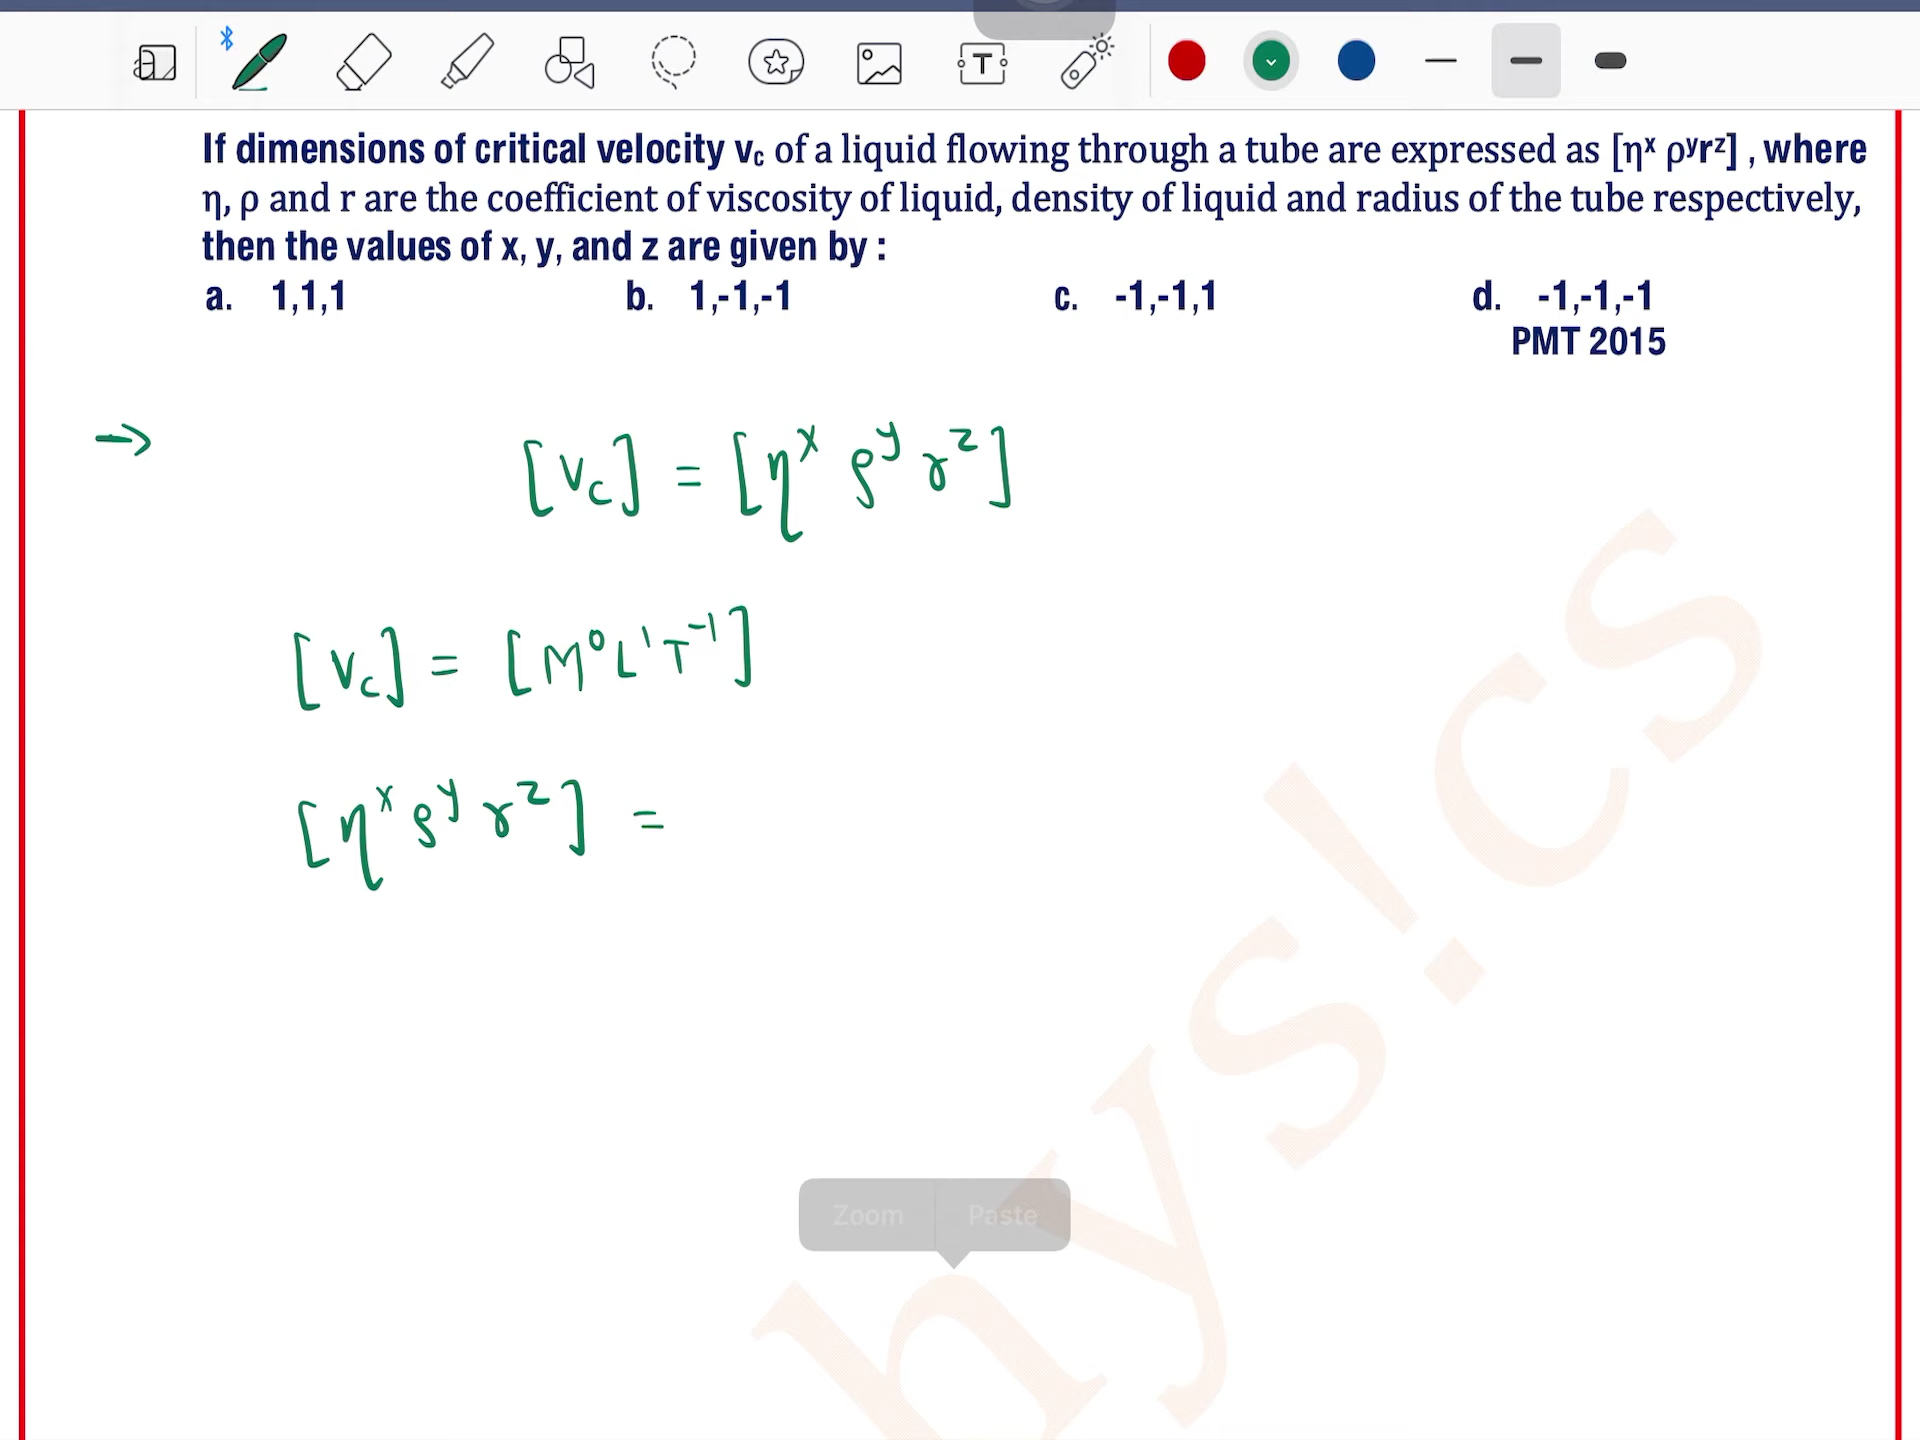 If dimensions of critical velocity v꜀ of a liquid flowing through a tube are expressed as [ηˣ ρʸrᶻ] , where
η, ρ and r are the coefficient of viscosity of liquid, density of liquid and radius of the tube respectively,
then the values of x, y, and z are given by :
a. 1,1,1 b. 1,-1,-1 c. -1,-1,1 d. -1,-1,-1
PMT 2015
→ [v꜀] = [ηˣ ρʸ rᶻ]
[v꜀] = [M⁰L¹T⁻¹]
[ηˣ ρʸ rᶻ] =
Zoom Paste
hys!cs